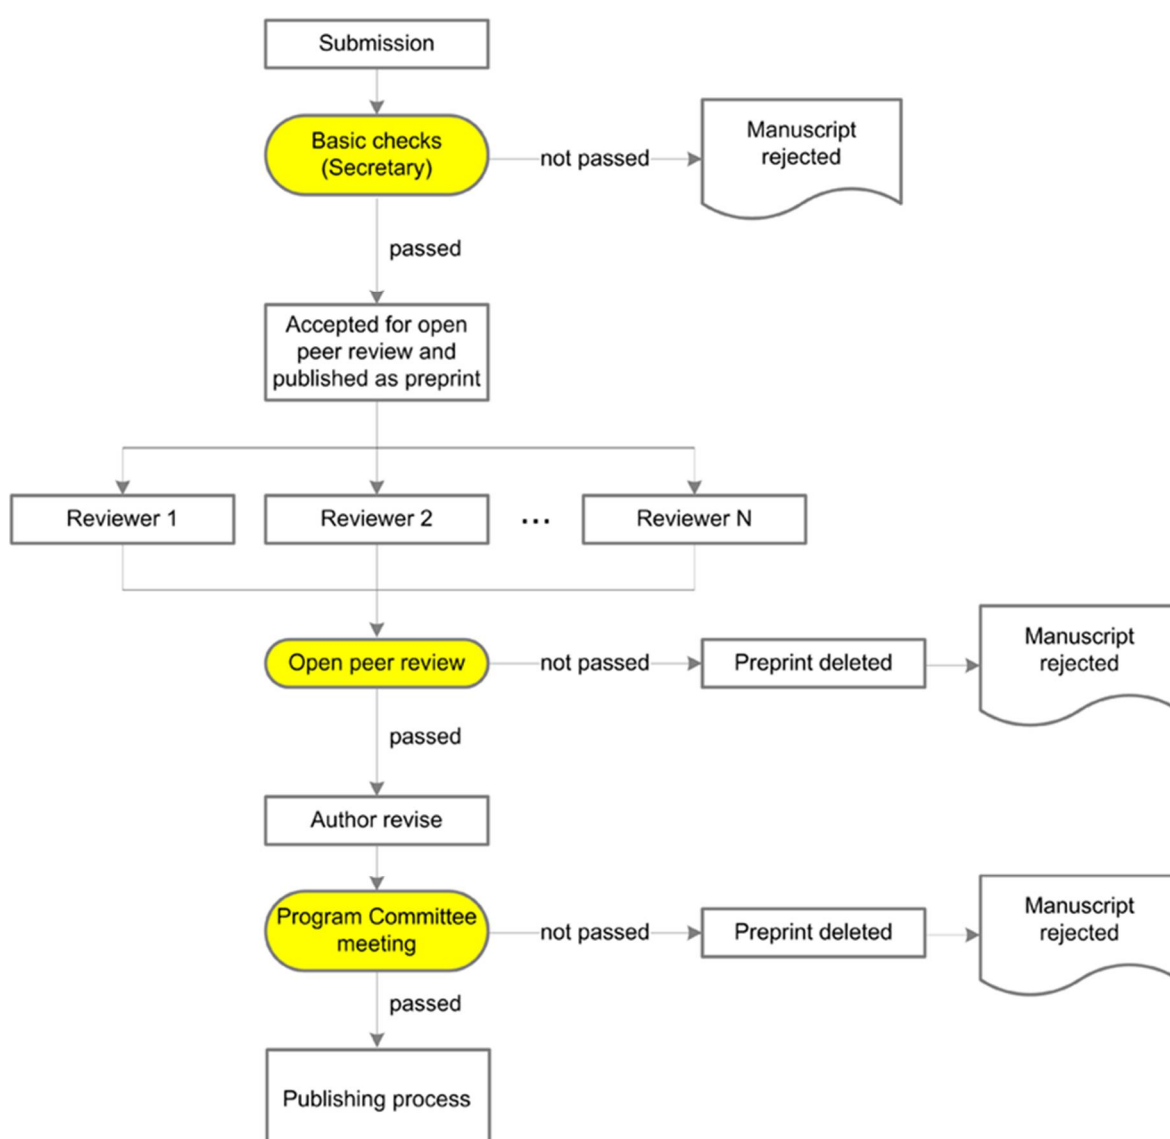 Submission
Basic checks
(Secretary)
not passed
Manuscript
rejected
passed
Accepted for open
peer review and
published as preprint
Reviewer 1
Reviewer 2
...
Reviewer N
Open peer review
not passed
Preprint deleted
Manuscript
rejected
passed
Author revise
Program Committee
meeting
not passed
Preprint deleted
Manuscript
rejected
passed
Publishing process